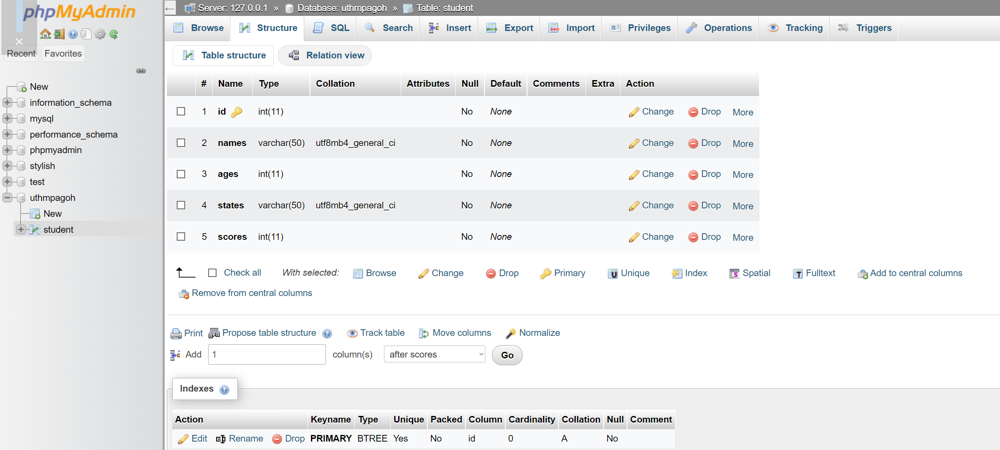 phpMyAdmin
Recent Favorites
New
information_schema
mysql
performance_schema
phpmyadmin
stylish
test
uthmpagoh
New
student
Server: 127.0.0.1 » Database: uthmpagoh » Table: student
Browse Structure SQL Search Insert Export Import Privileges Operations Tracking Triggers
Table structure Relation view
# Name Type Collation Attributes Null Default Comments Extra Action
1 id int(11) No None Change Drop More
2 names varchar(50) utf8mb4_general_ci No None Change Drop More
3 ages int(11) No None Change Drop More
4 states varchar(50) utf8mb4_general_ci No None Change Drop More
5 scores int(11) No None Change Drop More
Check all With selected: Browse Change Drop Primary Unique Index Spatial Fulltext Add to central columns
Remove from central columns
Print Propose table structure Track table Move columns Normalize
Add 1 column(s) after scores Go
Indexes
Action Keyname Type Unique Packed Column Cardinality Collation Null Comment
Edit Rename Drop PRIMARY BTREE Yes No id 0 A No